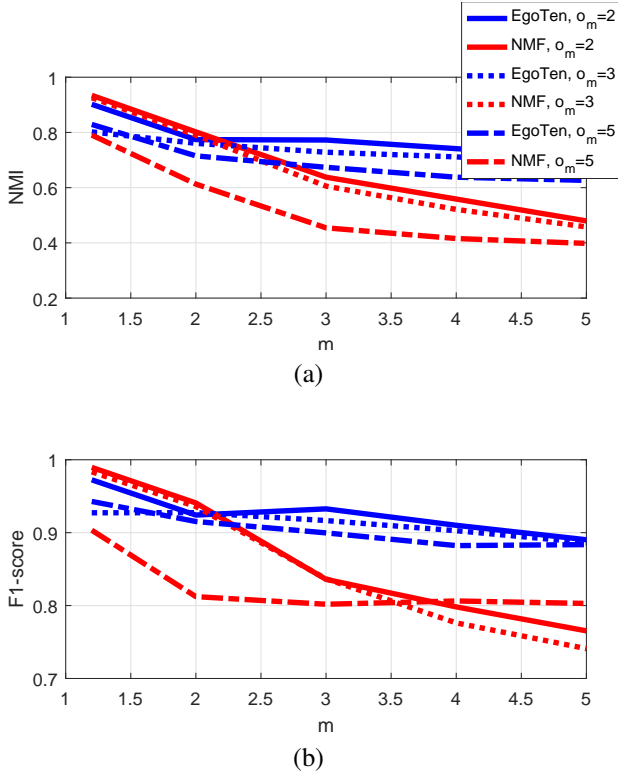 EgoTen, o_m=2
NMF, o_m=2
EgoTen, o_m=3
NMF, o_m=3
EgoTen, o_m=5
NMF, o_m=5
1
0.8
0.6
0.4
0.2
NMI
1 1.5 2 2.5 3 3.5 4 4.5 5
m
(a)
1
0.9
0.8
0.7
F1-score
1 1.5 2 2.5 3 3.5 4 4.5 5
m
(b)